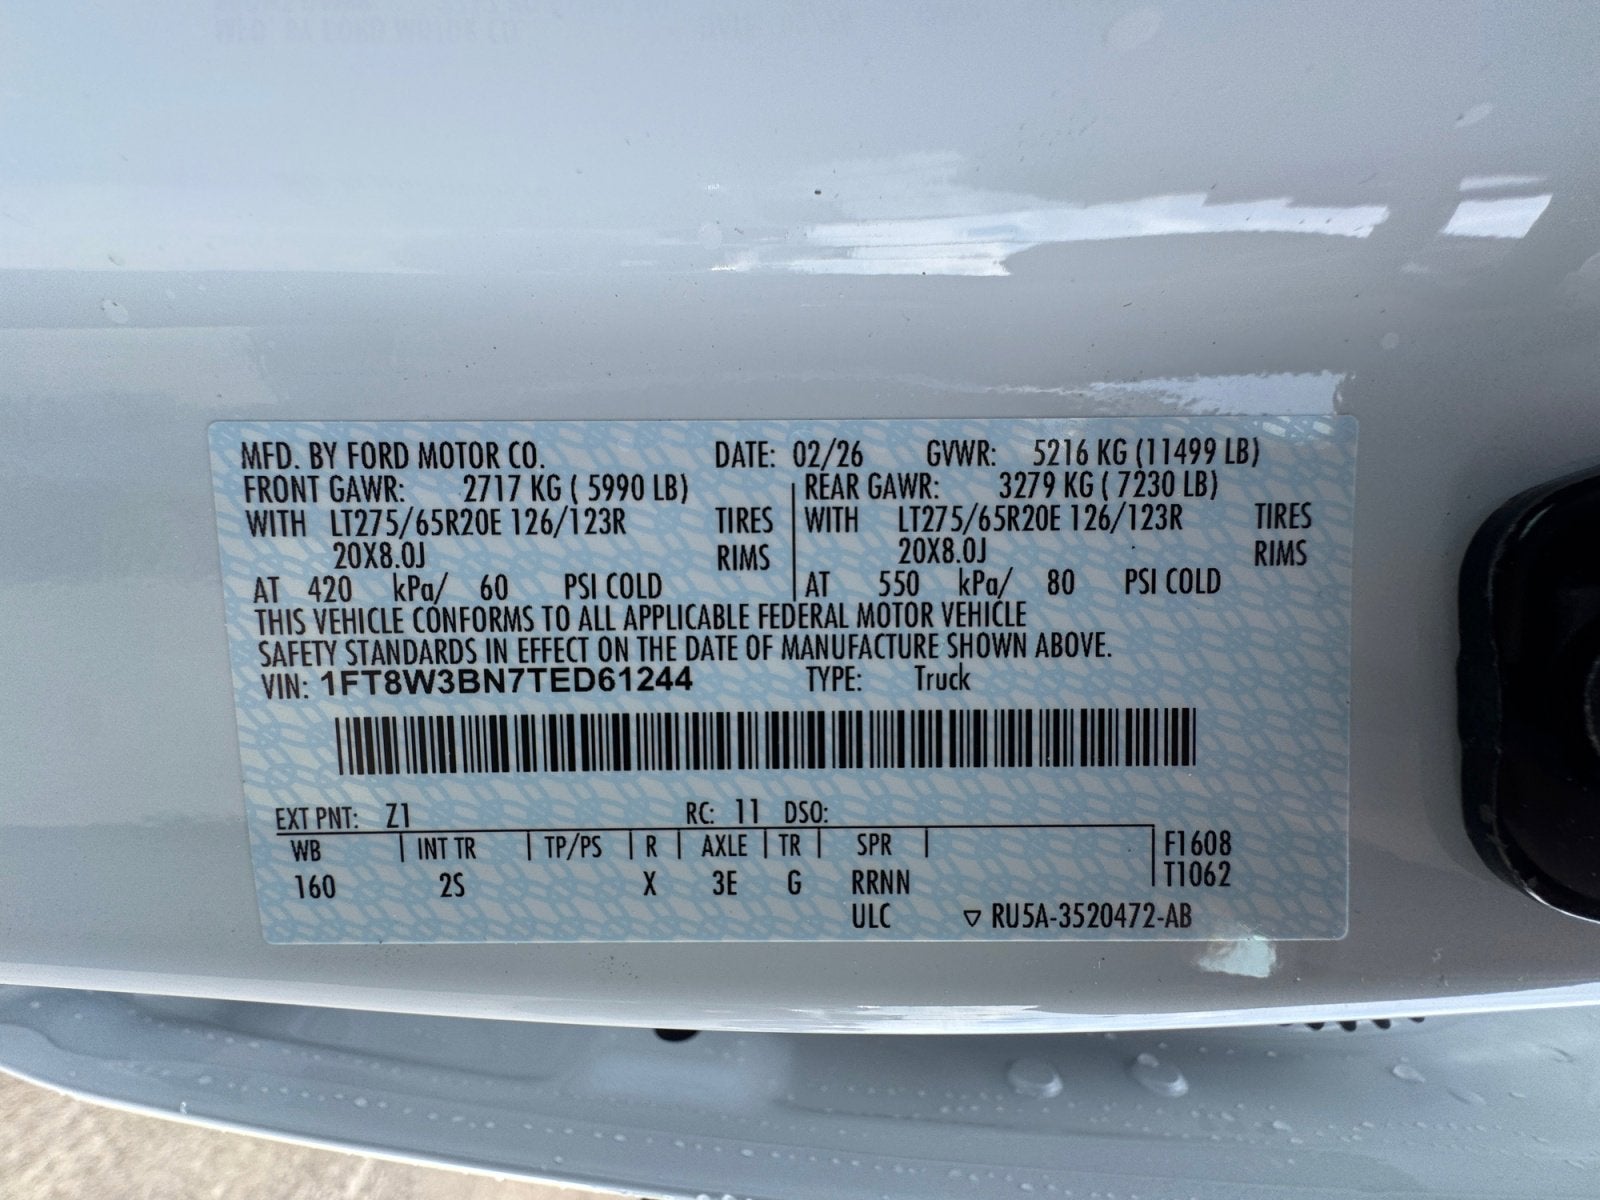 MFD. BY FORD MOTOR CO. DATE: 02/26 GVWR: 5216 KG (11499 LB)
FRONT GAWR: 2717 KG ( 5990 LB) REAR GAWR: 3279 KG ( 7230 LB)
WITH LT275/65R20E 126/123R TIRES WITH LT275/65R20E 126/123R TIRES
20X8.0J RIMS 20X8.0J RIMS
AT 420 kPa/ 60 PSI COLD AT 550 kPa/ 80 PSI COLD
THIS VEHICLE CONFORMS TO ALL APPLICABLE FEDERAL MOTOR VEHICLE
SAFETY STANDARDS IN EFFECT ON THE DATE OF MANUFACTURE SHOWN ABOVE.
VIN: 1FT8W3BN7TED61244 TYPE: Truck
EXT PNT: Z1 RC: 11 DSO:
WB INT TR TP/PS R AXLE TR SPR F1608
160 2S X 3E G RRNN T1062
ULC ▽ RU5A-3520472-AB